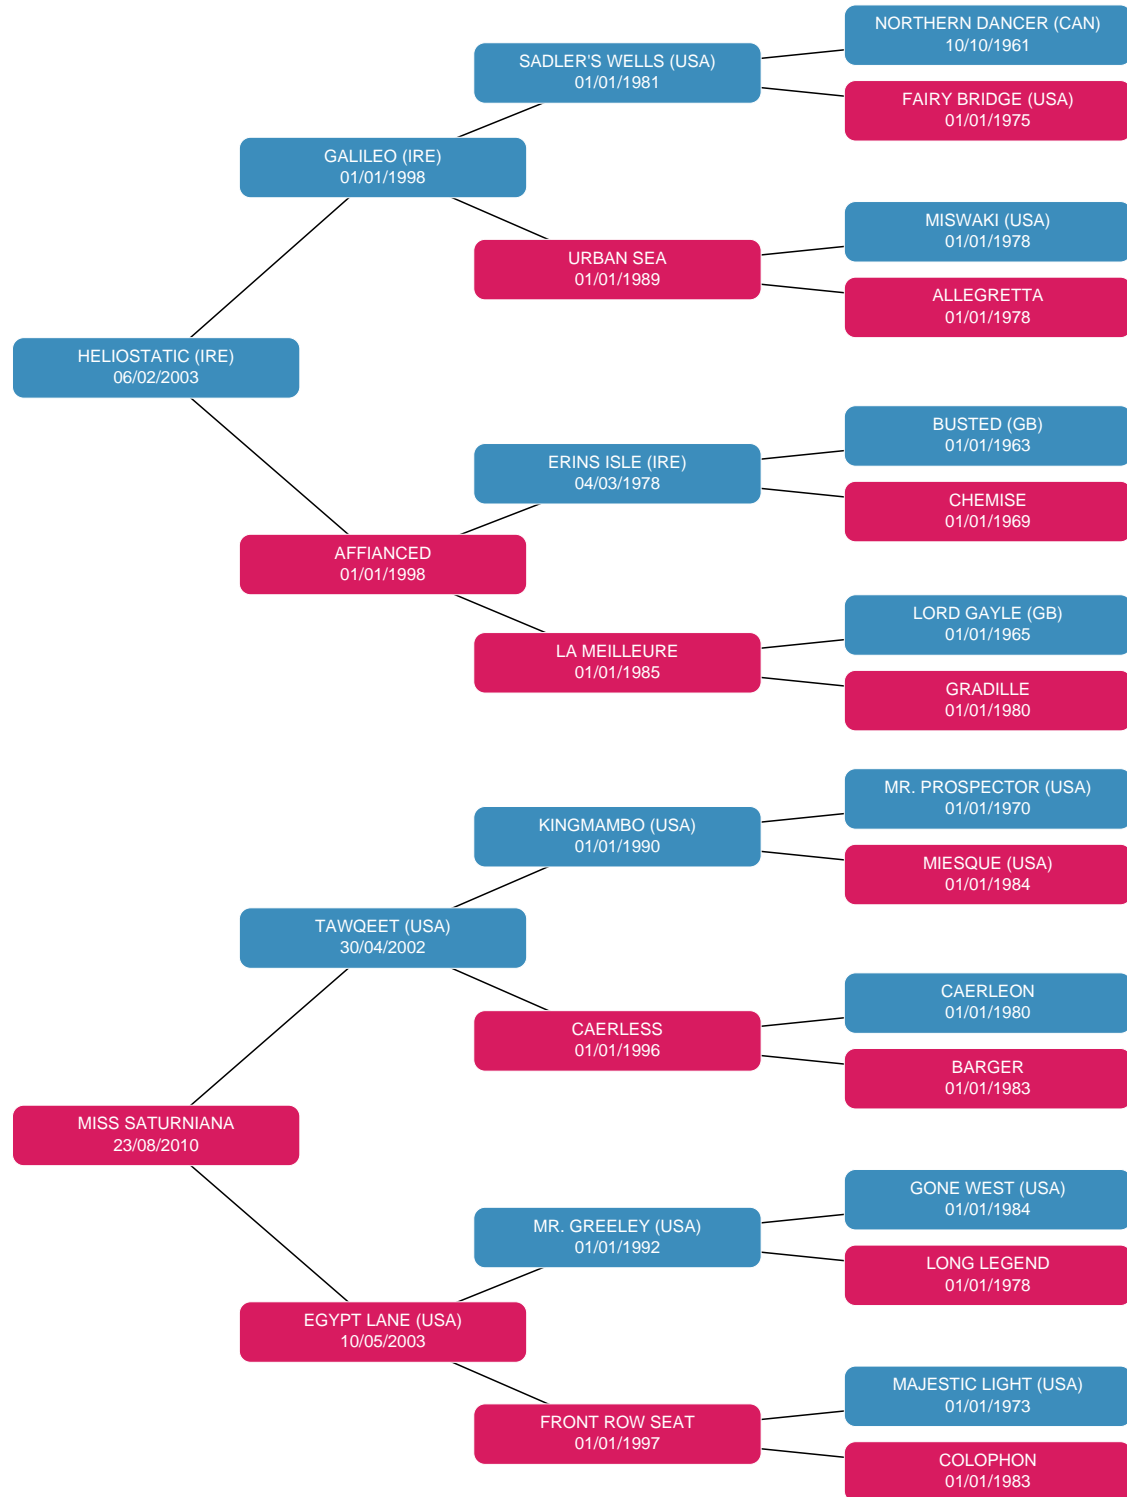 NORTHERN DANCER (CAN)
10/10/1961
SADLER'S WELLS (USA)
01/01/1981
FAIRY BRIDGE (USA)
01/01/1975
GALILEO (IRE)
01/01/1998
MISWAKI (USA)
01/01/1978
URBAN SEA
01/01/1989
ALLEGRETTA
01/01/1978
HELIOSTATIC (IRE)
06/02/2003
BUSTED (GB)
01/01/1963
ERINS ISLE (IRE)
04/03/1978
CHEMISE
01/01/1969
AFFIANCED
01/01/1998
LORD GAYLE (GB)
01/01/1965
LA MEILLEURE
01/01/1985
GRADILLE
01/01/1980
MR. PROSPECTOR (USA)
01/01/1970
KINGMAMBO (USA)
01/01/1990
MIESQUE (USA)
01/01/1984
TAWQEET (USA)
30/04/2002
CAERLEON
01/01/1980
CAERLESS
01/01/1996
BARGER
01/01/1983
MISS SATURNIANA
23/08/2010
GONE WEST (USA)
01/01/1984
MR. GREELEY (USA)
01/01/1992
LONG LEGEND
01/01/1978
EGYPT LANE (USA)
10/05/2003
MAJESTIC LIGHT (USA)
01/01/1973
FRONT ROW SEAT
01/01/1997
COLOPHON
01/01/1983